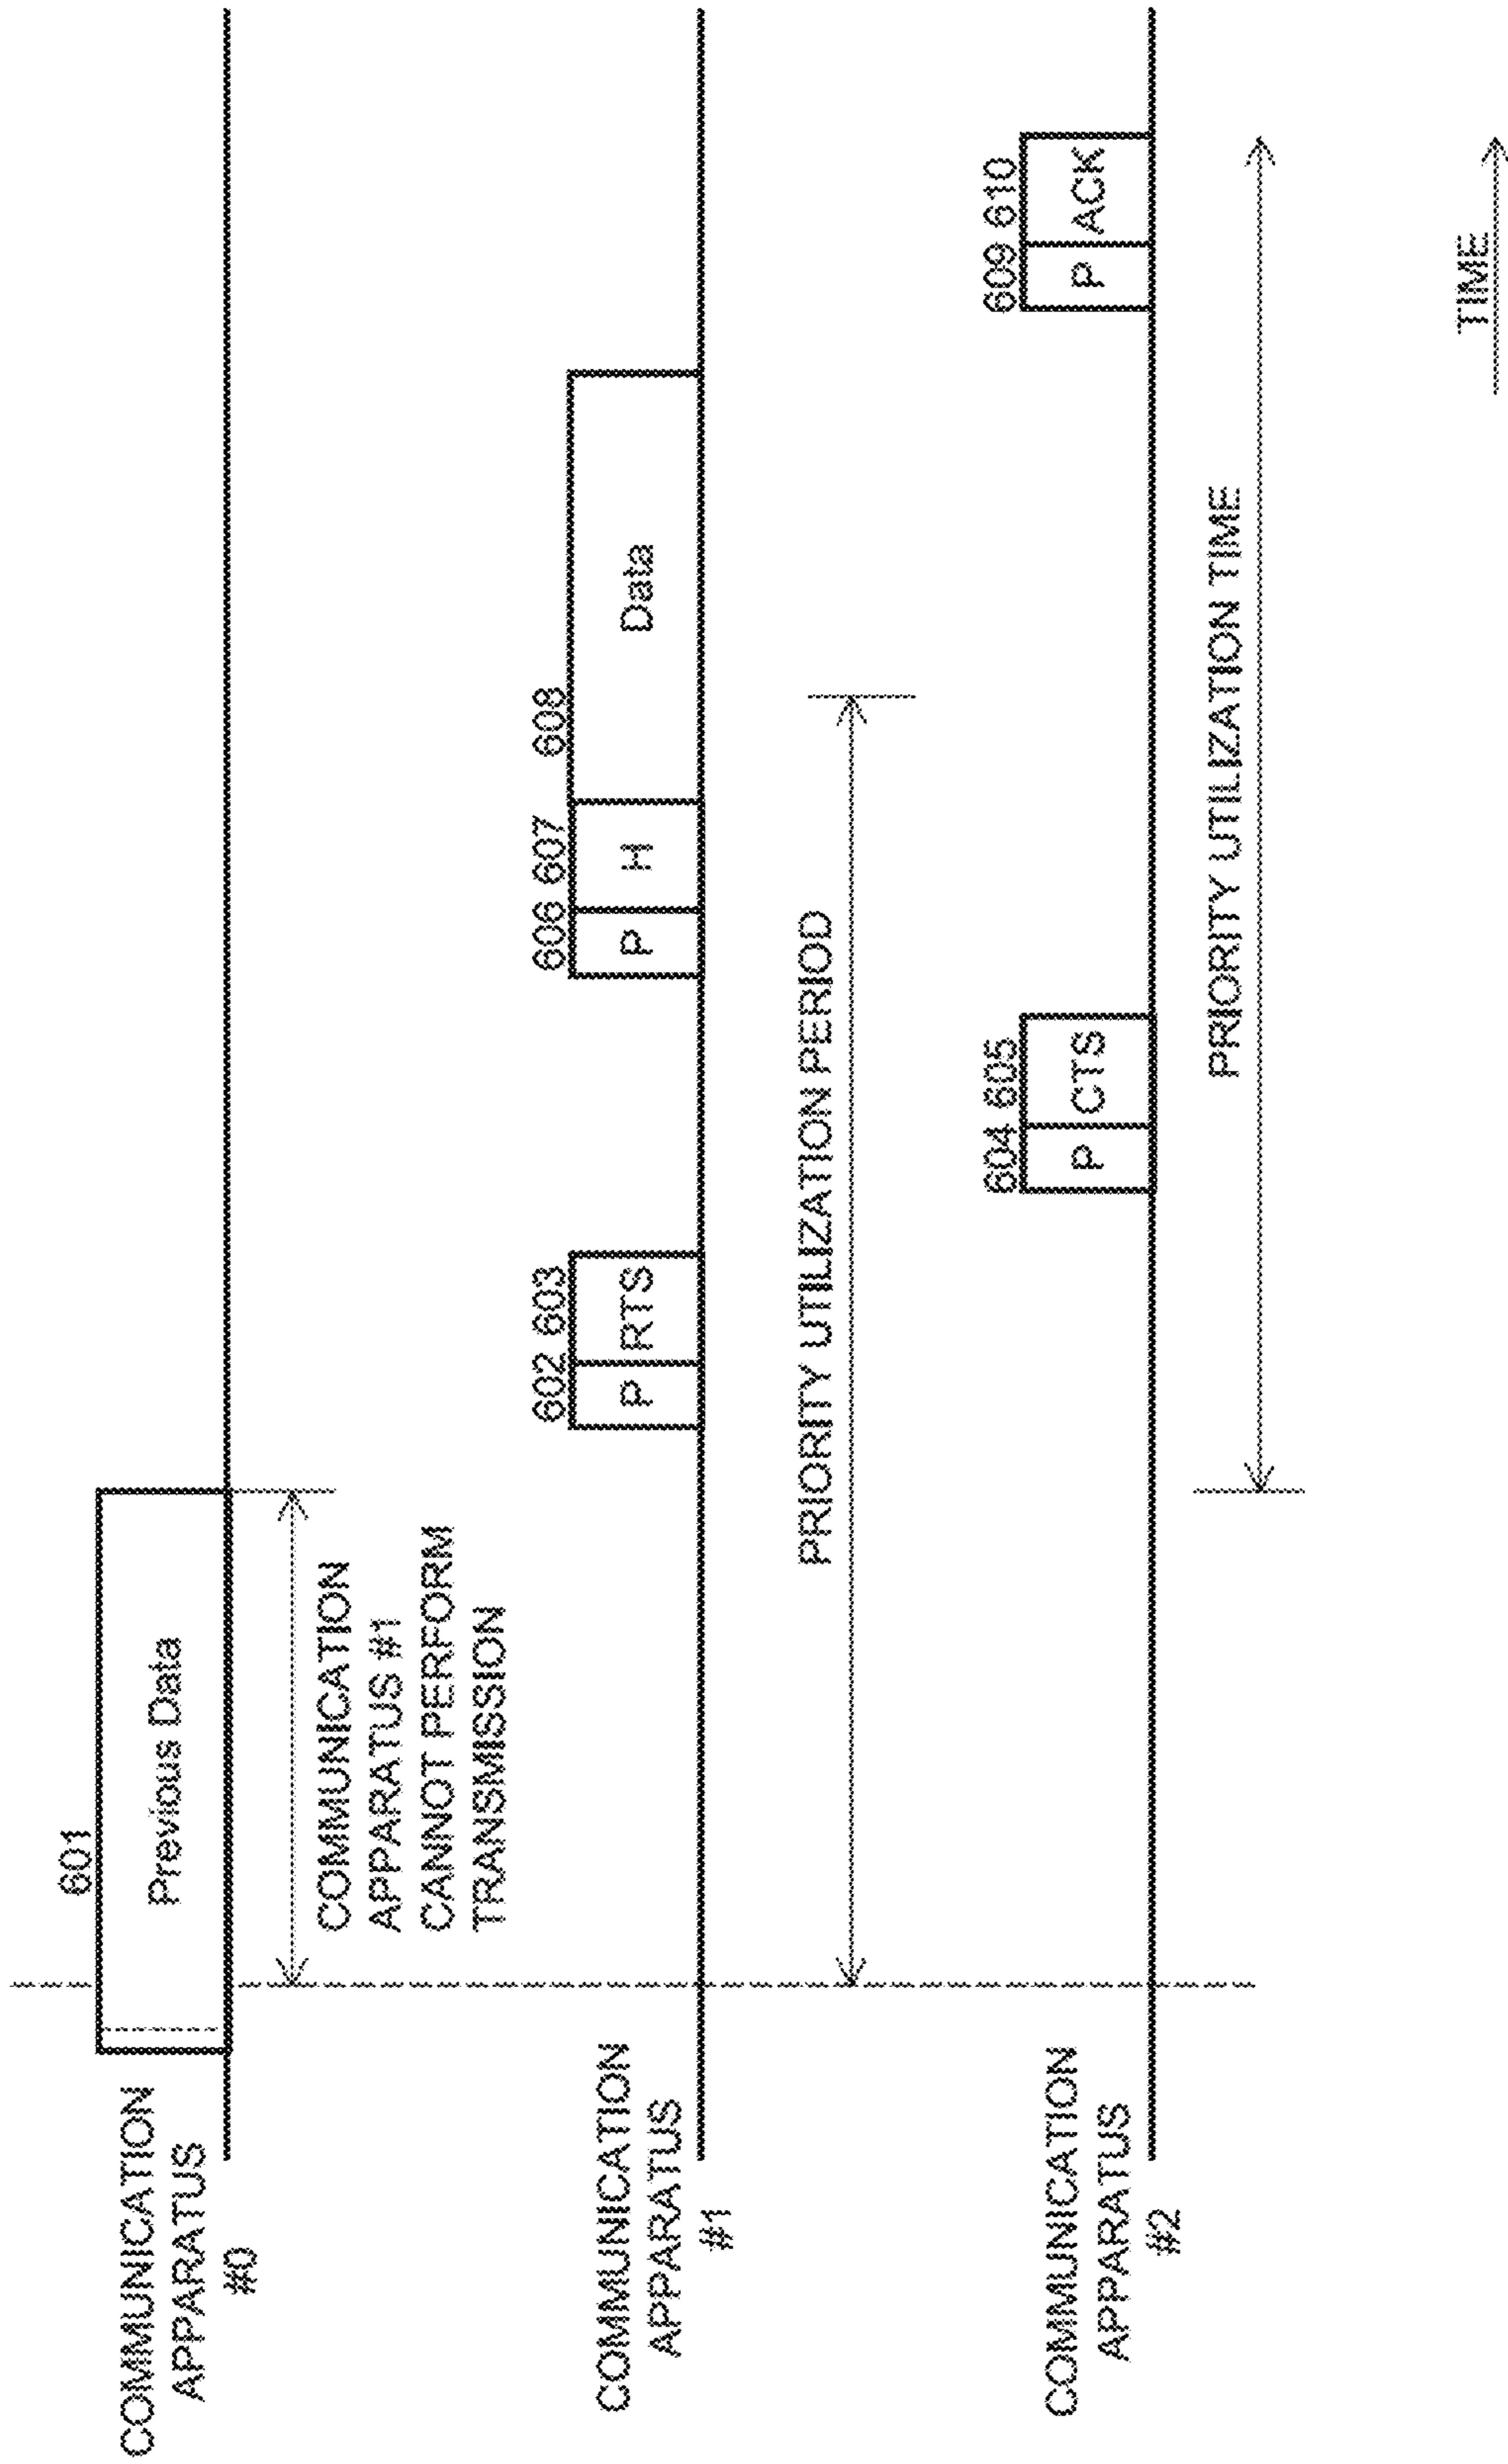 COMMUNICATION
APPARATUS
#0
601
Previous Data
COMMUNICATION
APPARATUS #1
CANNOT PERFORM
TRANSMISSION
COMMUNICATION
APPARATUS
#1
602 603
P RTS
606 607 608
P H Data
PRIORITY UTILIZATION PERIOD
COMMUNICATION
APPARATUS
#2
604 605
P CTS
609 610
P ACK
PRIORITY UTILIZATION TIME
TIME